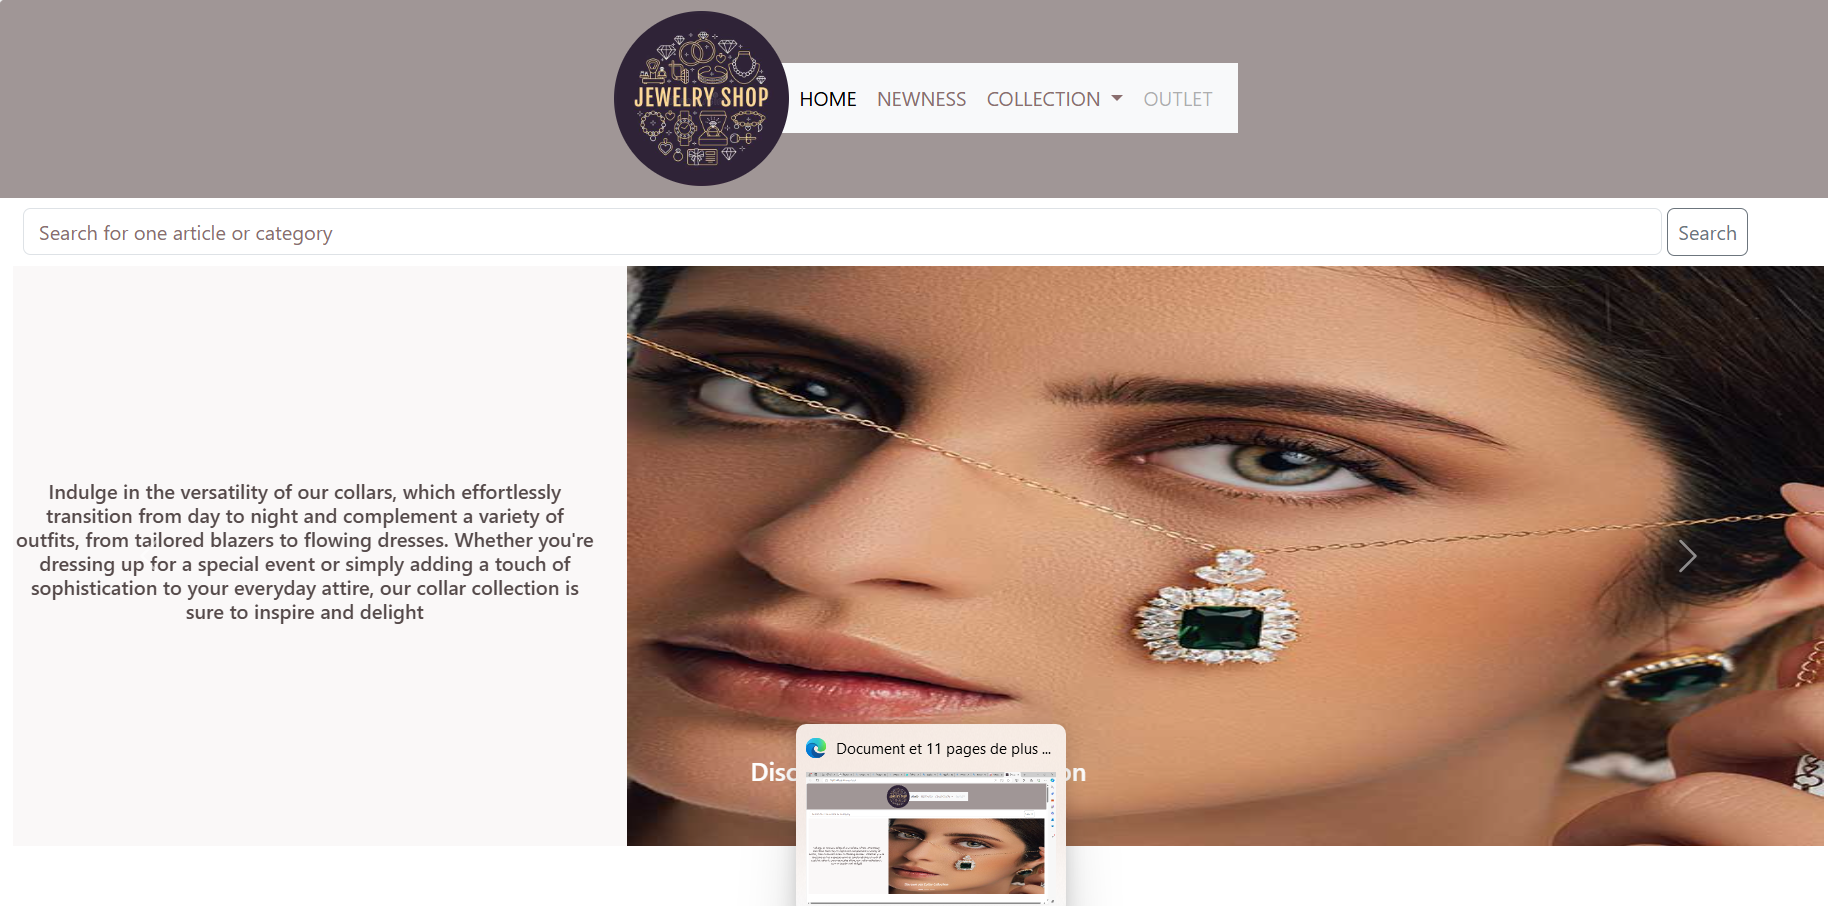 JEWELRY SHOP
HOME NEWNESS COLLECTION OUTLET
Search for one article or category
Search
Indulge in the versatility of our collars, which effortlessly
transition from day to night and complement a variety of
outfits, from tailored blazers to flowing dresses. Whether you're
dressing up for a special event or simply adding a touch of
sophistication to your everyday attire, our collar collection is
sure to inspire and delight
Document et 11 pages de plus ...